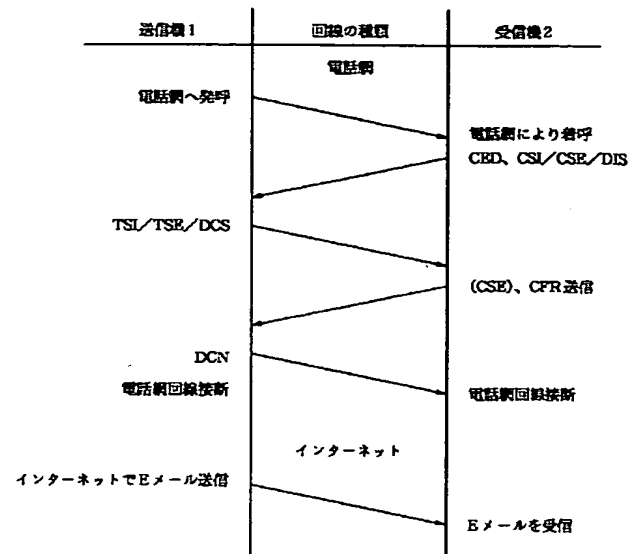 送信機1 回線の種類 受信機2
電話網
電話網へ発呼
電話網により着呼
CED、CSI/CSE/DIS
TSI/TSE/DCS
(CSE)、CFR送信
DCN
電話網回線接断 電話網回線接断
インターネット
インターネットでEメール送信
Eメールを受信